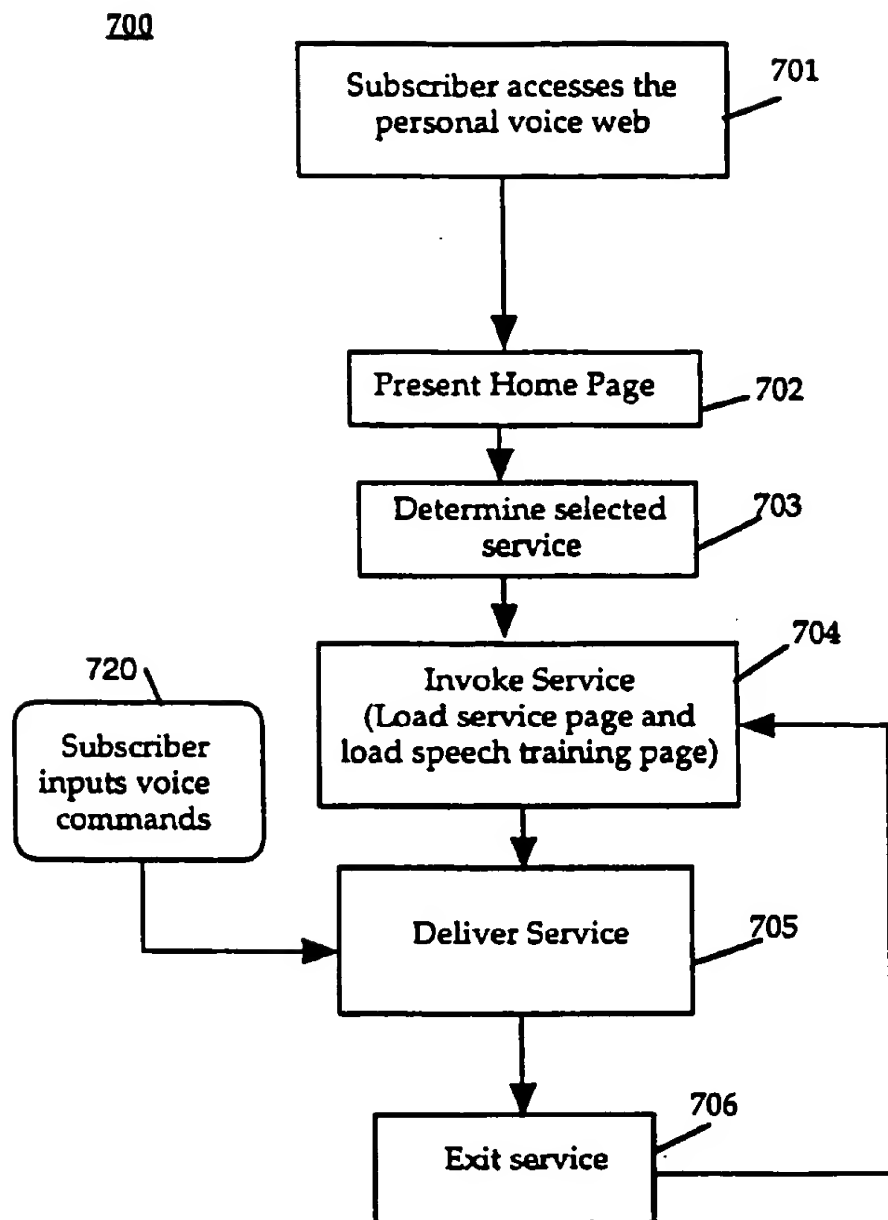 700
Subscriber accesses the
personal voice web
701
Present Home Page
702
Determine selected
service
703
Invoke Service
(Load service page and
load speech training page)
704
720
Subscriber
inputs voice
commands
Deliver Service
705
Exit service
706